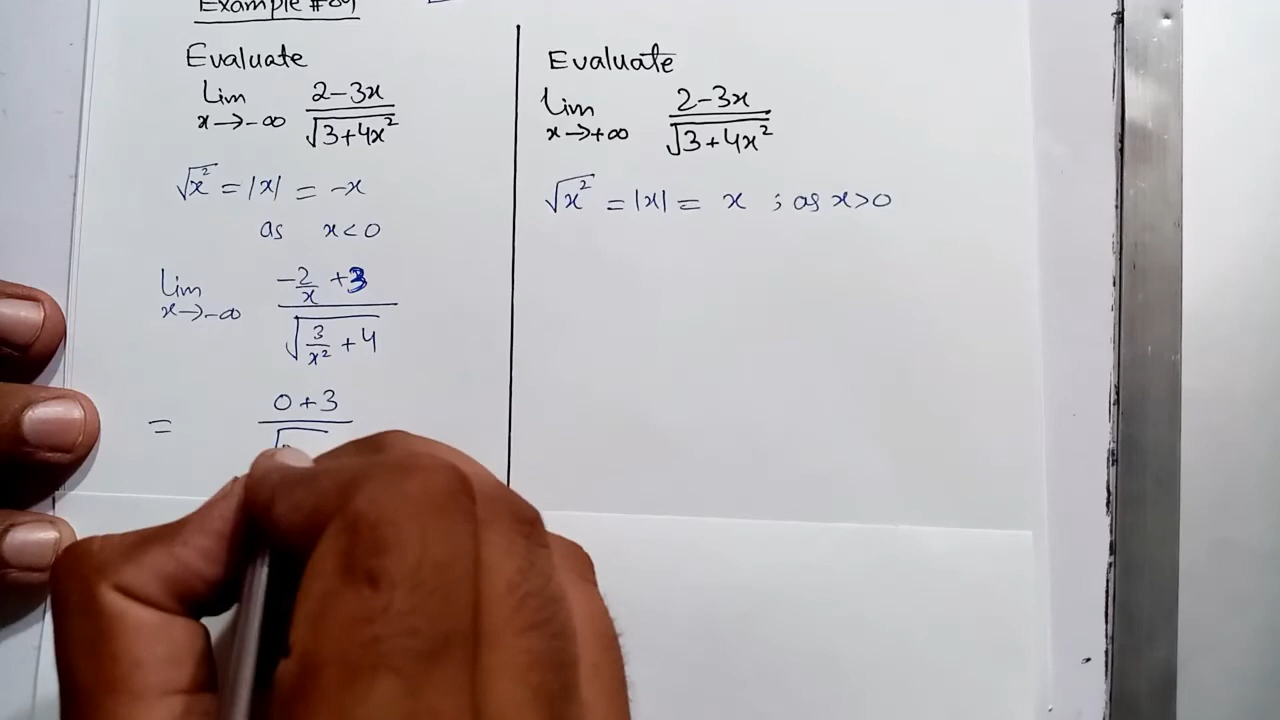 Example #04
Evaluate
Lim x→-∞ (2-3x)/√(3+4x²)
√x² = |x| = -x
as x<0
Lim x→-∞ (-2/x +3)/√(3/x² +4)
= (0+3)/√
Evaluate
Lim x→+∞ (2-3x)/√(3+4x²)
√x² = |x| = x ; as x>0